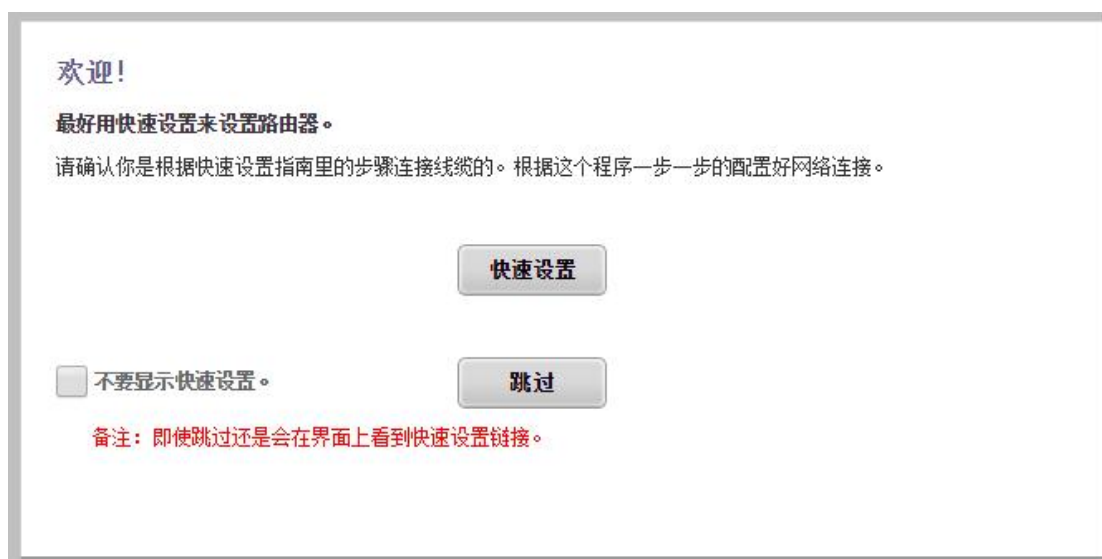 欢迎!
最好用快速设置来设置路由器。
请确认你是根据快速设置指南里的步骤连接线缆的。根据这个程序一步一步的配置好网络连接。
快速设置
不要显示快速设置。
跳过
备注：即使跳过还是会在界面上看到快速设置链接。